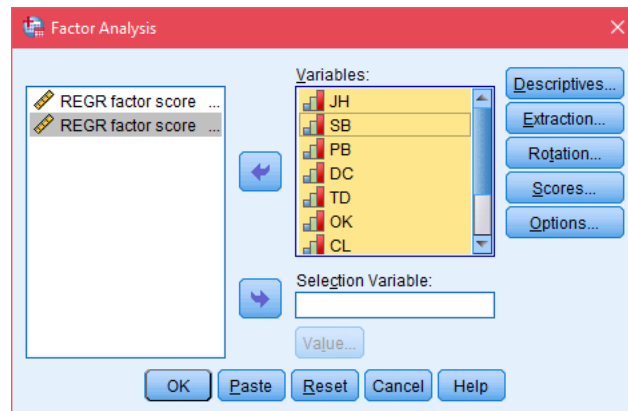 Factor Analysis
REGR factor score ...
REGR factor score ...
Variables:
JH
SB
PB
DC
TD
OK
CL
Selection Variable:
Value...
Descriptives...
Extraction...
Rotation...
Scores...
Options...
OK Paste Reset Cancel Help